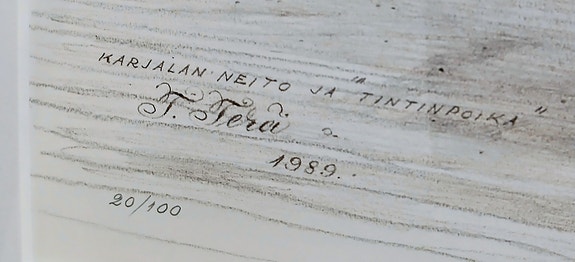 KARJALAN NEITO JA "TINTINPOIKA"
T. Terä
1989.
20/100